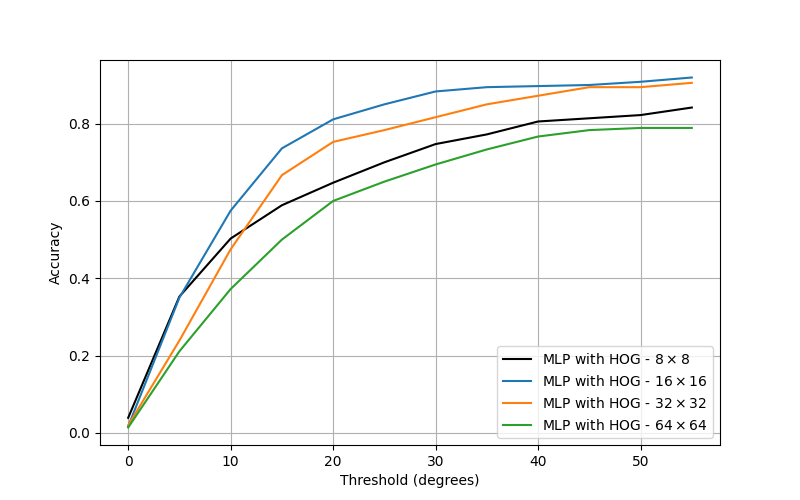 0.8
0.6
0.4
0.2
0.0
Accuracy
0
10
20
30
40
50
Threshold (degrees)
MLP with HOG - 8 × 8
MLP with HOG - 16 × 16
MLP with HOG - 32 × 32
MLP with HOG - 64 × 64